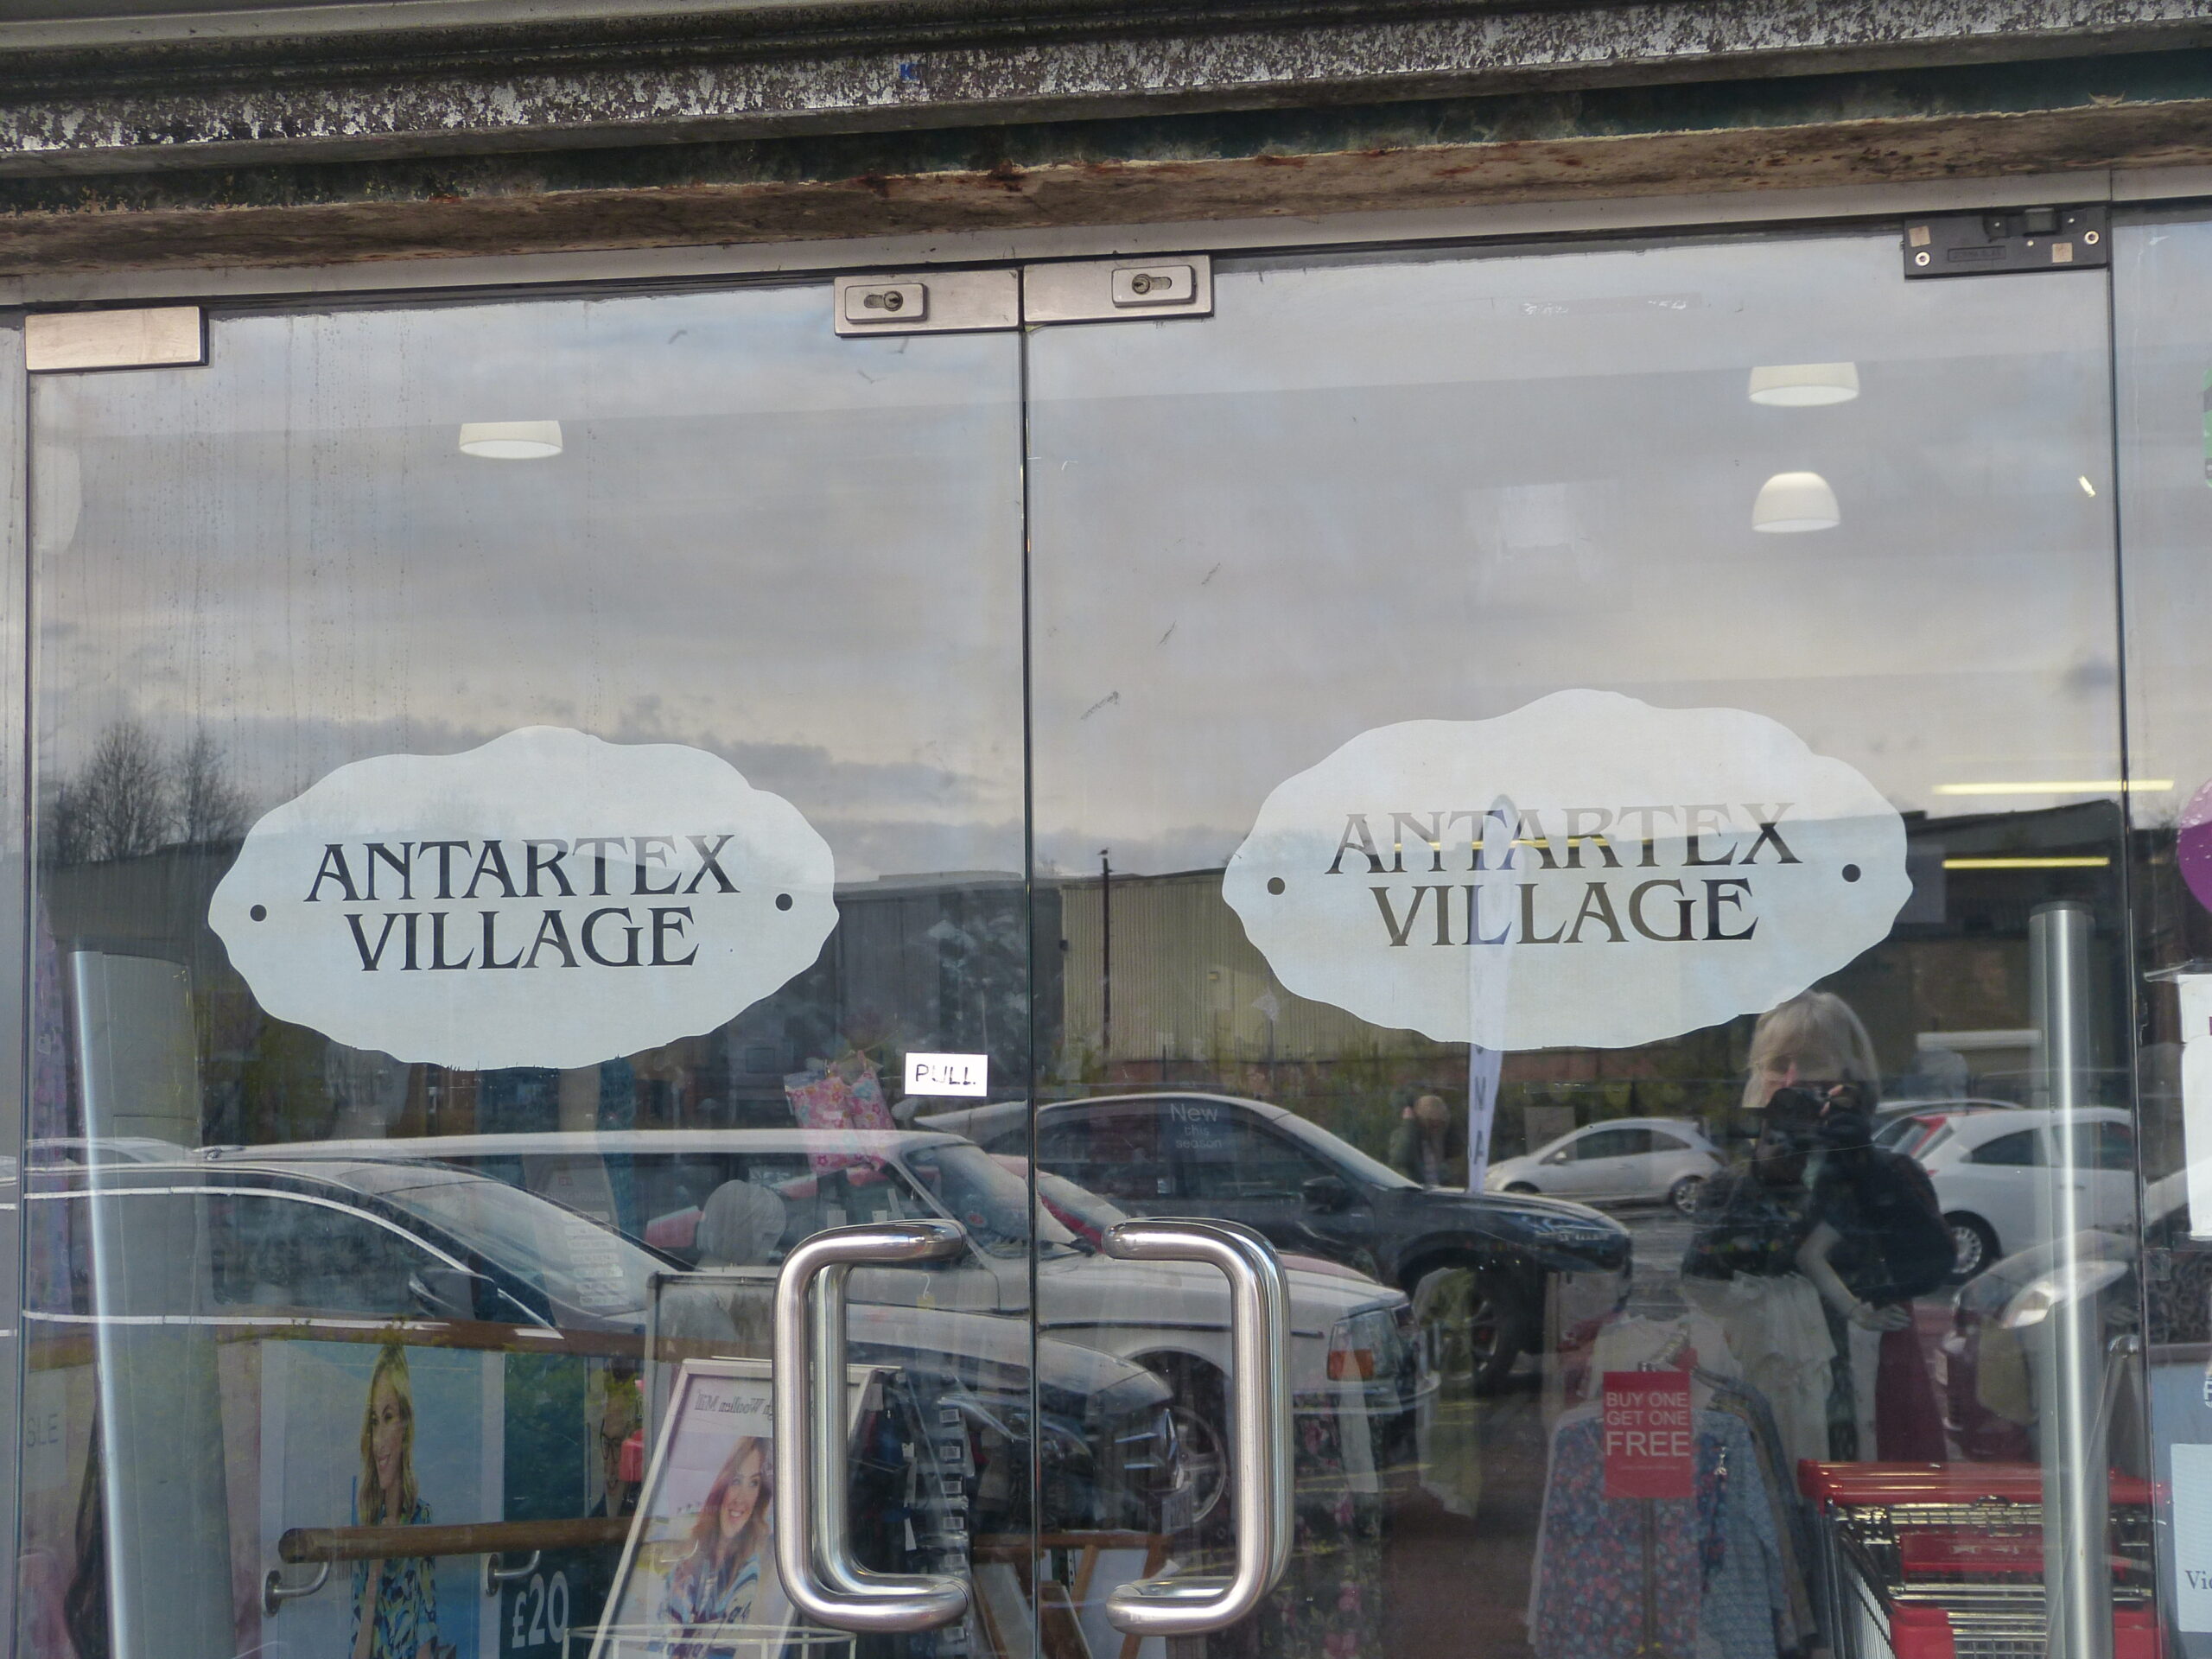 ANTARTEX
VILLAGE
ANTARTEX
VILLAGE
PULL
New
this
season
BUY ONE
GET ONE
FREE
£20